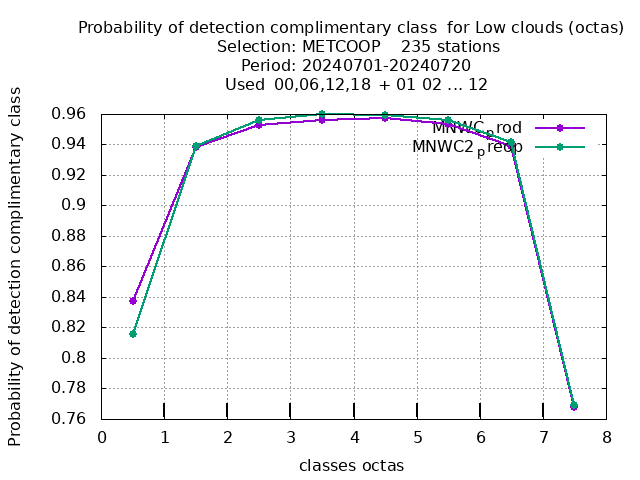 Probability of detection complimentary class  for Low clouds (octas)
Selection: METCOOP    235 stations
Period: 20240701-20240720
Used  00,06,12,18  + 01 02 ... 12
Probability of detection complimentary class
0.96
0.94
0.92
0.9
0.88
0.86
0.84
0.82
0.8
0.78
0.76
MNWC_prod
MNWC2_preop
0 1 2 3 4 5 6 7 8
classes octas